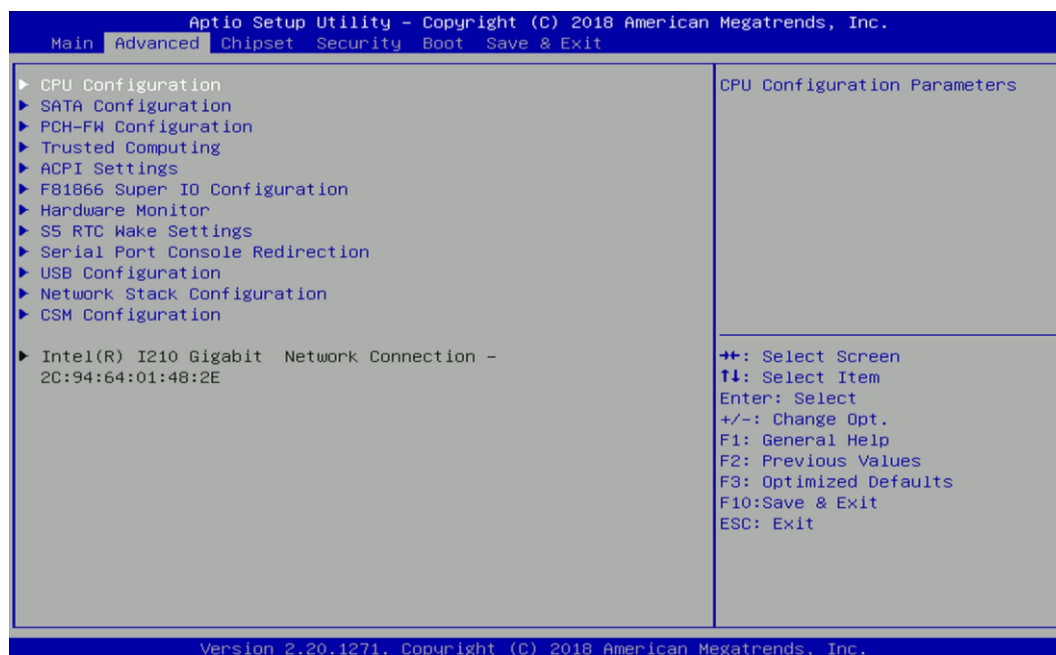 Aptio Setup Utility – Copyright (C) 2018 American Megatrends, Inc.
Main Advanced Chipset Security Boot Save & Exit
► CPU Configuration
► SATA Configuration
► PCH-FW Configuration
► Trusted Computing
► ACPI Settings
► F81866 Super IO Configuration
► Hardware Monitor
► S5 RTC Wake Settings
► Serial Port Console Redirection
► USB Configuration
► Network Stack Configuration
► CSM Configuration
► Intel(R) I210 Gigabit Network Connection –
2C:94:64:01:48:2E
CPU Configuration Parameters
→←: Select Screen
↑↓: Select Item
Enter: Select
+/-: Change Opt.
F1: General Help
F2: Previous Values
F3: Optimized Defaults
F10:Save & Exit
ESC: Exit
Version 2.20.1271. Copyright (C) 2018 American Megatrends, Inc.